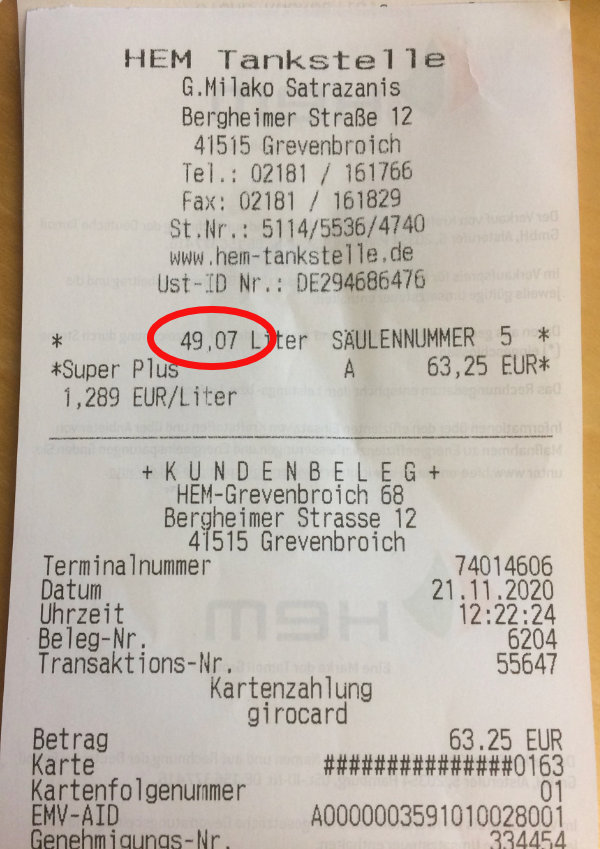 HEM Tankstelle
G.Milako Satrazanis
Bergheimer Straße 12
41515 Grevenbroich
Tel.: 02181 / 161766
Fax: 02181 / 161829
St.Nr.: 5114/5536/4740
www.hem-tankstelle.de
Ust-ID Nr.: DE294686476
* 49,07 Liter SÄULENNUMMER 5 *
*Super Plus A 63,25 EUR*
1,289 EUR/Liter
+ K U N D E N B E L E G +
HEM-Grevenbroich 68
Bergheimer Strasse 12
41515 Grevenbroich
Terminalnummer 74014606
Datum 21.11.2020
Uhrzeit 12:22:24
Beleg-Nr. 6204
Transaktions-Nr. 55647
Kartenzahlung
girocard
Betrag 63.25 EUR
Karte ###############0163
Kartenfolgenummer 01
EMV-AID A0000003591010028001
Genehmigungs-Nr. 334454